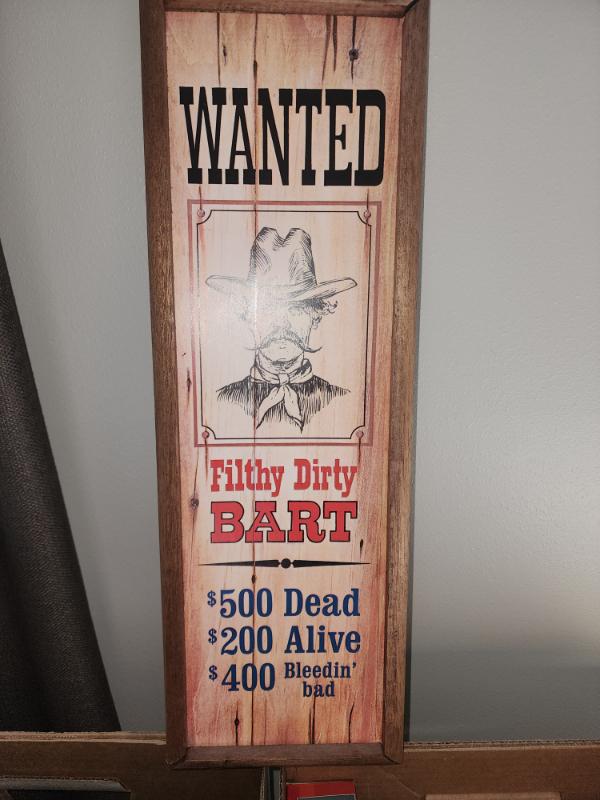 WANTED
Filthy Dirty
BART
$500 Dead
$200 Alive
$400 Bleedin'
bad